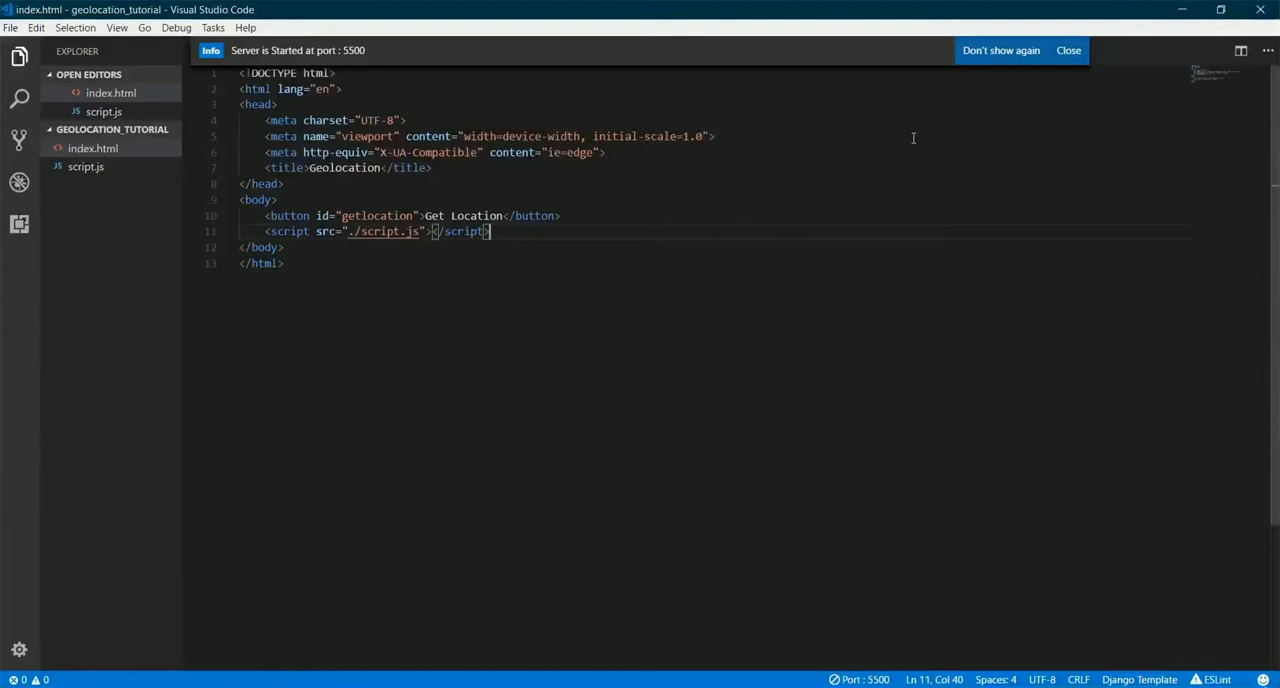 index.html - geolocation_tutorial - Visual Studio Code
File Edit Selection View Go Debug Tasks Help
EXPLORER
OPEN EDITORS
index.html
JS script.js
GEOLOCATION_TUTORIAL
index.html
JS script.js
Info Server is Started at port : 5500 Don't show again Close
1 <!DOCTYPE html>
2 <html lang="en">
3 <head>
4 <meta charset="UTF-8">
5 <meta name="viewport" content="width=device-width, initial-scale=1.0">
6 <meta http-equiv="X-UA-Compatible" content="ie=edge">
7 <title>Geolocation</title>
8 </head>
9 <body>
10 <button id="getlocation">Get Location</button>
11 <script src="./script.js"></script>
12 </body>
13 </html>
0 0 Port : 5500 Ln 11, Col 40 Spaces: 4 UTF-8 CRLF Django Template ESLint